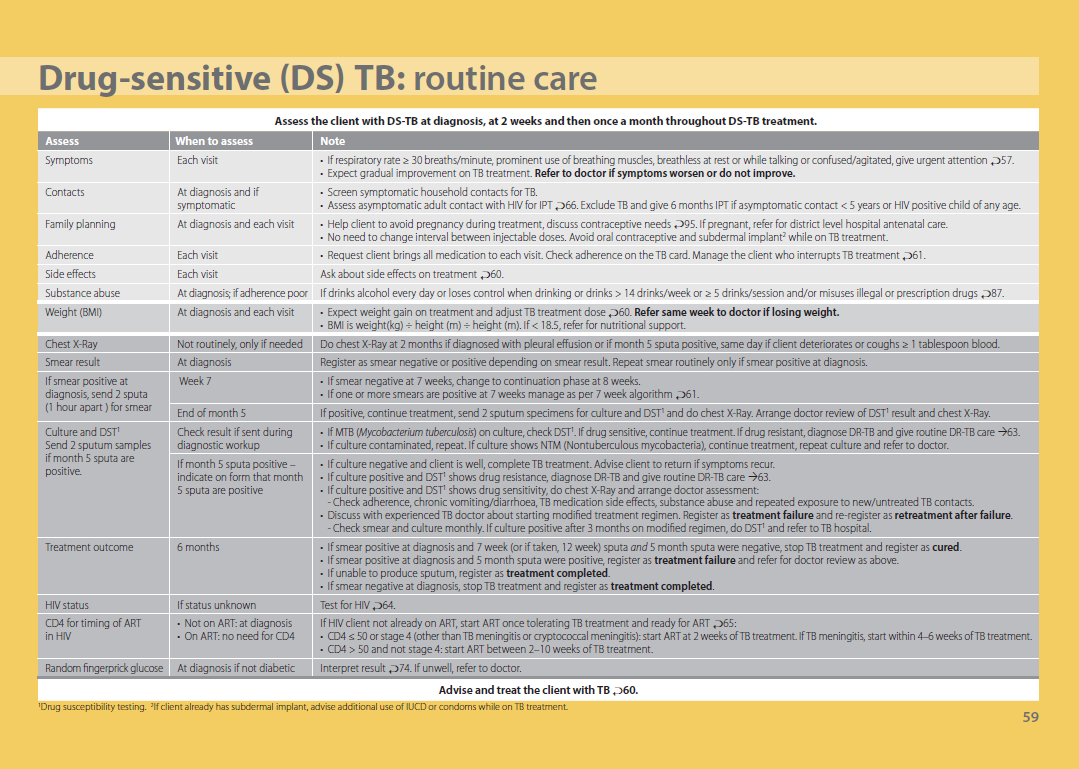 Drug-sensitive (DS) TB: routine care
Assess the client with DS-TB at diagnosis, at 2 weeks and then once a month throughout DS-TB treatment.
Assess When to assess Note
Symptoms Each visit • If respiratory rate ≥ 30 breaths/minute, prominent use of breathing muscles, breathless at rest or while talking or confused/agitated, give urgent attention ⮌57.
• Expect gradual improvement on TB treatment. Refer to doctor if symptoms worsen or do not improve.
Contacts At diagnosis and if • Screen symptomatic household contacts for TB.
symptomatic • Assess asymptomatic adult contact with HIV for IPT ⮌66. Exclude TB and give 6 months IPT if asymptomatic contact < 5 years or HIV positive child of any age.
Family planning At diagnosis and each visit • Help client to avoid pregnancy during treatment, discuss contraceptive needs ⮌95. If pregnant, refer for district level hospital antenatal care.
• No need to change interval between injectable doses. Avoid oral contraceptive and subdermal implant² while on TB treatment.
Adherence Each visit • Request client brings all medication to each visit. Check adherence on the TB card. Manage the client who interrupts TB treatment ⮌61.
Side effects Each visit Ask about side effects on treatment ⮌60.
Substance abuse At diagnosis; if adherence poor If drinks alcohol every day or loses control when drinking or drinks > 14 drinks/week or ≥ 5 drinks/session and/or misuses illegal or prescription drugs ⮌87.
Weight (BMI) At diagnosis and each visit • Expect weight gain on treatment and adjust TB treatment dose ⮌60. Refer same week to doctor if losing weight.
• BMI is weight(kg) ÷ height (m) ÷ height (m). If < 18.5, refer for nutritional support.
Chest X-Ray Not routinely, only if needed Do chest X-Ray at 2 months if diagnosed with pleural effusion or if month 5 sputa positive, same day if client deteriorates or coughs ≥ 1 tablespoon blood.
Smear result At diagnosis Register as smear negative or positive depending on smear result. Repeat smear routinely only if smear positive at diagnosis.
If smear positive at Week 7 • If smear negative at 7 weeks, change to continuation phase at 8 weeks.
diagnosis, send 2 sputa • If one or more smears are positive at 7 weeks manage as per 7 week algorithm ⮌61.
(1 hour apart ) for smear
End of month 5 If positive, continue treatment, send 2 sputum specimens for culture and DST¹ and do chest X-Ray. Arrange doctor review of DST¹ result and chest X-Ray.
Culture and DST¹ Check result if sent during • If MTB (Mycobacterium tuberculosis) on culture, check DST¹. If drug sensitive, continue treatment. If drug resistant, diagnose DR-TB and give routine DR-TB care →63.
Send 2 sputum samples diagnostic workup • If culture contaminated, repeat. If culture shows NTM (Nontuberculous mycobacteria), continue treatment, repeat culture and refer to doctor.
if month 5 sputa are
positive.
If month 5 sputa positive – • If culture negative and client is well, complete TB treatment. Advise client to return if symptoms recur.
indicate on form that month • If culture positive and DST¹ shows drug resistance, diagnose DR-TB and give routine DR-TB care →63.
5 sputa are positive • If culture positive and DST¹ shows drug sensitivity, do chest X-Ray and arrange doctor assessment:
- Check adherence, chronic vomiting/diarrhoea, TB medication side effects, substance abuse and repeated exposure to new/untreated TB contacts.
• Discuss with experienced TB doctor about starting modified treatment regimen. Register as treatment failure and re-register as retreatment after failure.
- Check smear and culture monthly. If culture positive after 3 months on modified regimen, do DST¹ and refer to TB hospital.
Treatment outcome 6 months • If smear positive at diagnosis and 7 week (or if taken, 12 week) sputa and 5 month sputa were negative, stop TB treatment and register as cured.
• If smear positive at diagnosis and 5 month sputa were positive, register as treatment failure and refer for doctor review as above.
• If unable to produce sputum, register as treatment completed.
• If smear negative at diagnosis, stop TB treatment and register as treatment completed.
HIV status If status unknown Test for HIV ⮌64.
CD4 for timing of ART • Not on ART: at diagnosis If HIV client not already on ART, start ART once tolerating TB treatment and ready for ART ⮌65:
in HIV • On ART: no need for CD4 • CD4 ≤ 50 or stage 4 (other than TB meningitis or cryptococcal meningitis): start ART at 2 weeks of TB treatment. If TB meningitis, start within 4–6 weeks of TB treatment.
• CD4 > 50 and not stage 4: start ART between 2–10 weeks of TB treatment.
Random fingerprick glucose At diagnosis if not diabetic Interpret result ⮌74. If unwell, refer to doctor.
Advise and treat the client with TB ⮌60.
¹Drug susceptibility testing. ²If client already has subdermal implant, advise additional use of IUCD or condoms while on TB treatment.
59